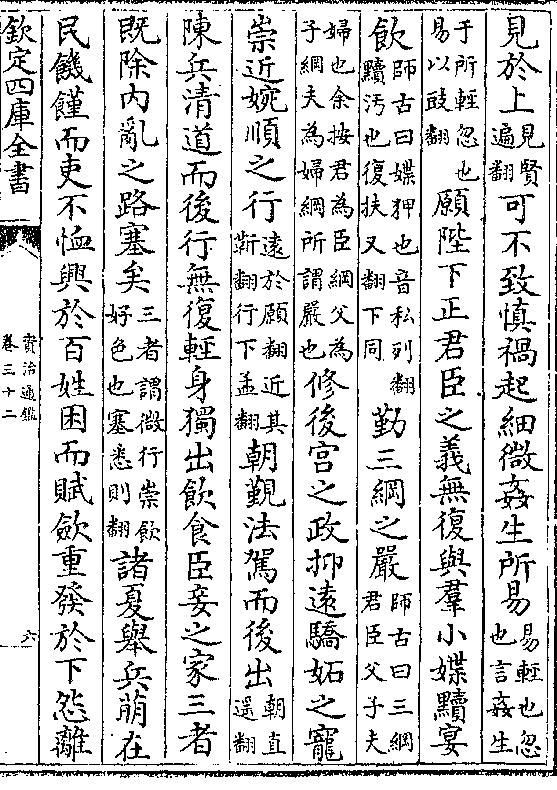 見於上見賢遍翻可不致慎禍起細微姦生所易易輕也忽也言姦生
于所輕忽也易以豉翻願陛下正君臣之義無復與羣小媟黷宴
飲師古曰媟狎也音私列翻黷汚也復扶又翻下同勤三綱之嚴師古曰三綱君臣父子夫
婦也余按君為臣綱父為子綱夫為婦綱所謂嚴也修後宫之政抑遠驕妬之寵
崇近婉順之行遠於願翻近其靳翻行下孟翻朝覲法駕而後出朝直遥翻
陳兵清道而後行無復輕身獨出飲食臣妾之家三者
既除内亂之路塞矣三者謂微行崇飲好色也塞悉則翻諸夏舉兵萌在
民饑饉而吏不恤興於百姓困而賦斂重發於下怨離
欽定四庫全書
資治通鑑
卷三十二
六